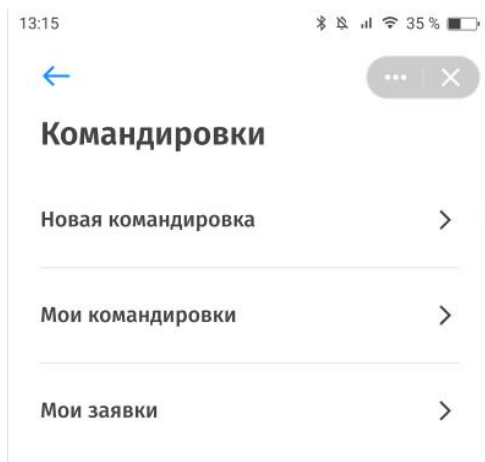 13:15 35 %
Командировки
Новая командировка
Мои командировки
Мои заявки